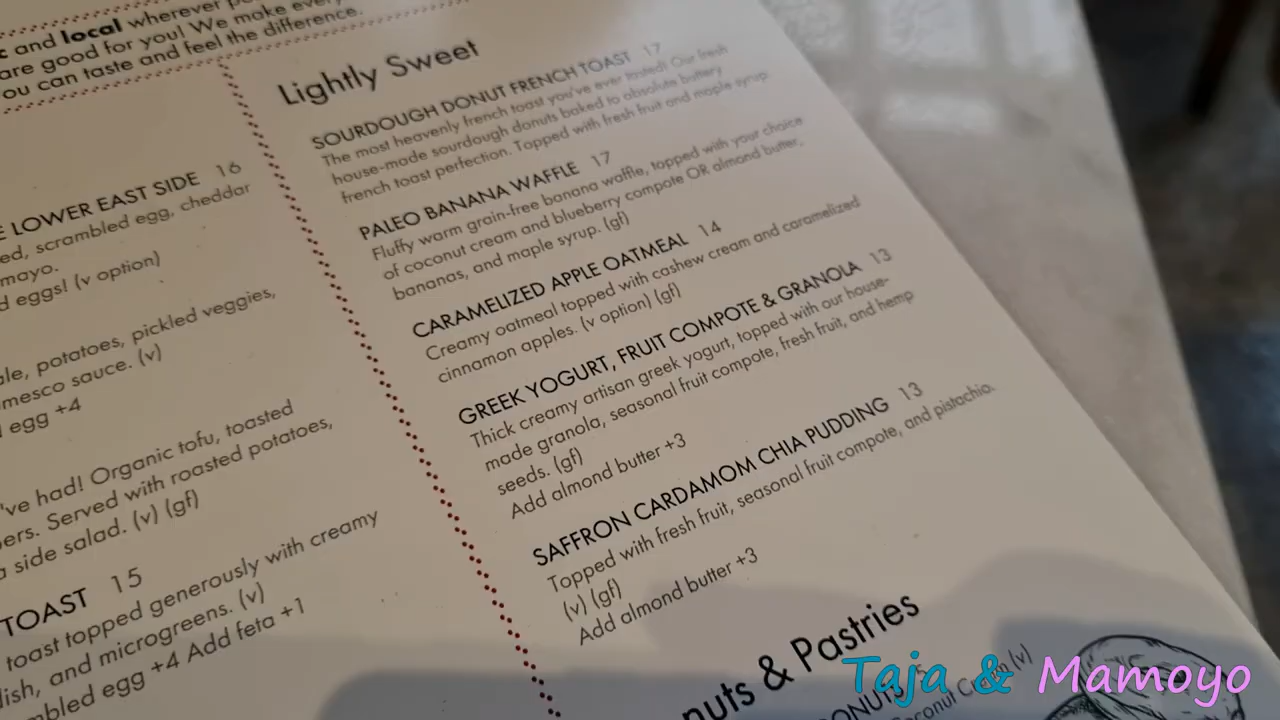 and local wherever
are good for you! We make every
ou can taste and feel the difference.
LOWER EAST SIDE 16
ed, scrambled egg, cheddar
mayo.
eggs! (v option)
ale, potatoes, pickled veggies,
mesco sauce. (v)
egg +4
've had! Organic tofu, toasted
ers. Served with roasted potatoes,
side salad. (v) (gf)
TOAST 15
toast topped generously with creamy
dish, and microgreens. (v)
mbled egg +4 Add feta +1
Lightly Sweet
SOURDOUGH DONUT FRENCH TOAST 17
The most heavenly french toast you've ever tasted! Our fresh
house-made sourdough donuts baked to absolute buttery
french toast perfection. Topped with fresh fruit and maple syrup.
PALEO BANANA WAFFLE 17
Fluffy warm grain-free banana waffle, topped with your choice
of coconut cream and blueberry compote OR almond butter,
bananas, and maple syrup. (gf)
CARAMELIZED APPLE OATMEAL 14
Creamy oatmeal topped with cashew cream and caramelized
cinnamon apples. (v option) (gf)
GREEK YOGURT, FRUIT COMPOTE & GRANOLA 13
Thick creamy artisan greek yogurt, topped with our house-
made granola, seasonal fruit compote, fresh fruit, and hemp
seeds. (gf)
Add almond butter +3
SAFFRON CARDAMOM CHIA PUDDING 13
Topped with fresh fruit, seasonal fruit compote, and pistachio.
(v) (gf)
Add almond butter +3
nuts & Pastries
DONUTS
Coconut Cream (v)
Taja & Mamoyo